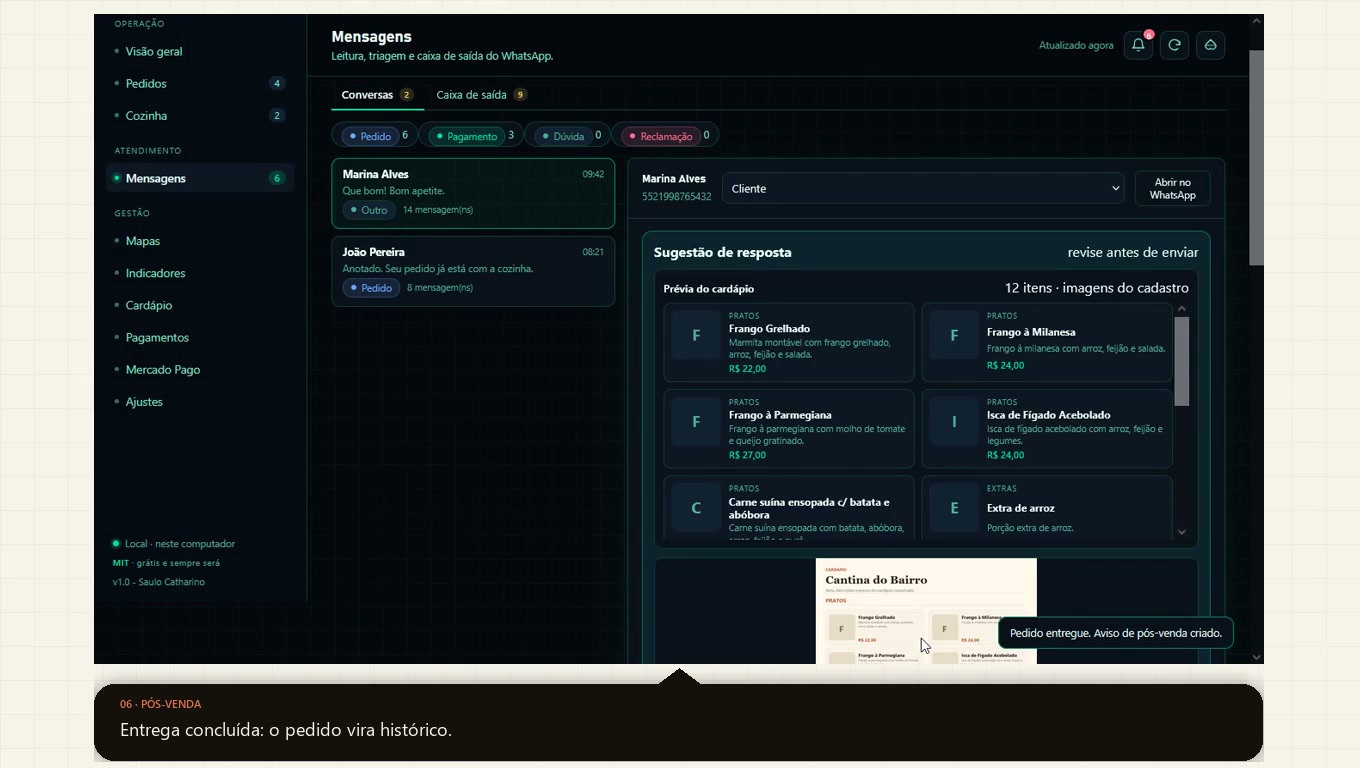 OPERAÇÃO
Visão geral
Pedidos 4
Cozinha 2
ATENDIMENTO
Mensagens 6
GESTÃO
Mapas
Indicadores
Cardápio
Pagamentos
Mercado Pago
Ajustes
Local · neste computador
MIT · grátis e sempre será
v1.0 - Saulo Catharino
Mensagens
Leitura, triagem e caixa de saída do WhatsApp.
Atualizado agora
6
Conversas 2
Caixa de saída 9
Pedido 6
Pagamento 3
Dúvida 0
Reclamação 0
Marina Alves 09:42
Que bom! Bom apetite.
Outro 14 mensagem(ns)
João Pereira 08:21
Anotado. Seu pedido já está com a cozinha.
Pedido 8 mensagem(ns)
Marina Alves
5521998765432
Cliente
Abrir no
WhatsApp
Sugestão de resposta
revise antes de enviar
Prévia do cardápio
12 itens · imagens do cadastro
F
PRATOS
Frango Grelhado
Marmita montável com frango grelhado,
arroz, feijão e salada.
R$ 22,00
F
PRATOS
Frango à Milanesa
Frango à milanesa com arroz, feijão e salada.
R$ 24,00
F
PRATOS
Frango à Parmegiana
Frango à parmegiana com molho de tomate
e queijo gratinado.
R$ 27,00
I
PRATOS
Isca de Fígado Acebolado
Isca de fígado acebolado com arroz, feijão e
legumes.
R$ 24,00
C
PRATOS
Carne suína ensopada c/ batata e
abóbora
Carne suína ensopada com batata, abóbora,
E
EXTRAS
Extra de arroz
Porção extra de arroz.
CARDÁPIO
Cantina do Bairro
PRATOS
F
Frango Grelhado
R$ 22,00
F
Frango à Milanesa
R$ 24,00
Frango à Parmegiana
Isca de Fígado Acebolado
Pedido entregue. Aviso de pós-venda criado.
06 · PÓS-VENDA
Entrega concluída: o pedido vira histórico.